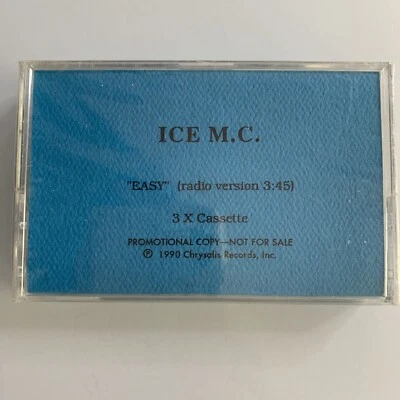 ICE M.C.
"EASY" (radio version 3:45)
3 X Cassette
PROMOTIONAL COPY—NOT FOR SALE
℗ 1990 Chrysalis Records, Inc.